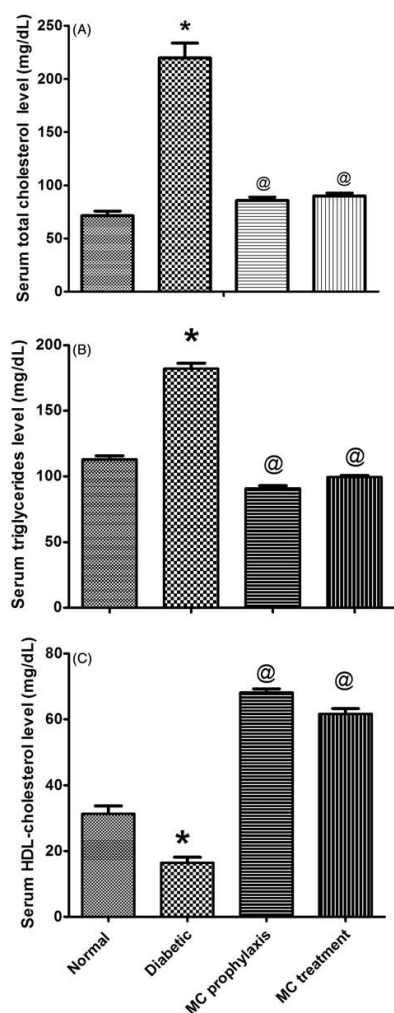 (A)
Serum total cholesterol level (mg/dL)
250
200
150
100
50
0
*
@
@
(B)
Serum triglycerides level (mg/dL)
200
150
100
50
0
*
@
@
(C)
Serum HDL-cholesterol level (mg/dL)
80
60
40
20
0
*
@
@
Normal
Diabetic
MC prophylaxis
MC treatment